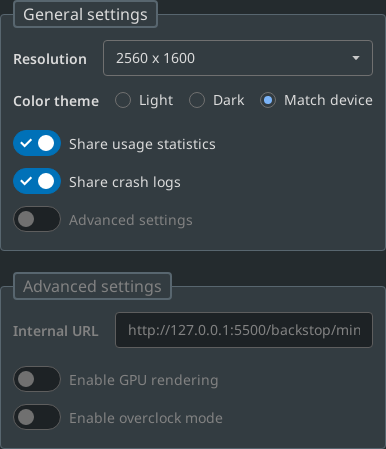 General settings
Resolution 2560 x 1600
Color theme Light Dark Match device
Share usage statistics
Share crash logs
Advanced settings
Advanced settings
Internal URL http://127.0.0.1:5500/backstop/min
Enable GPU rendering
Enable overclock mode